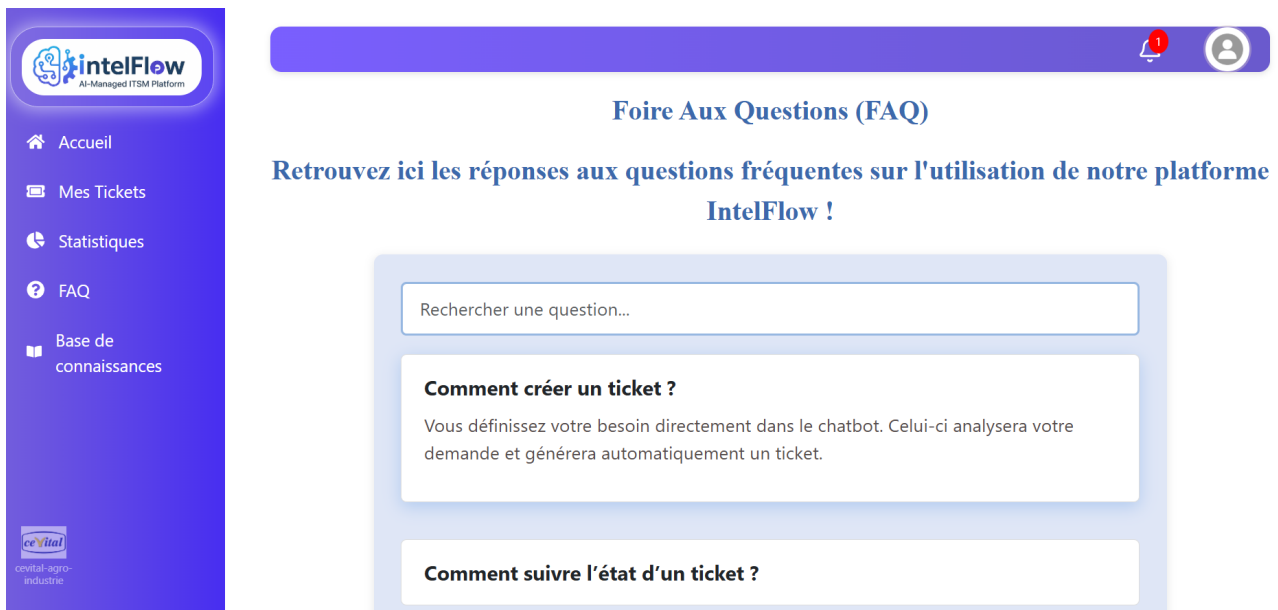 intelFlow
AI-Managed ITSM Platform
Accueil
Mes Tickets
Statistiques
FAQ
Base de
connaissances
ceVital
cevital-agro-
industrie
1
Foire Aux Questions (FAQ)
Retrouvez ici les réponses aux questions fréquentes sur l'utilisation de notre platforme
IntelFlow !
Rechercher une question...
Comment créer un ticket ?
Vous définissez votre besoin directement dans le chatbot. Celui-ci analysera votre
demande et générera automatiquement un ticket.
Comment suivre l’état d’un ticket ?